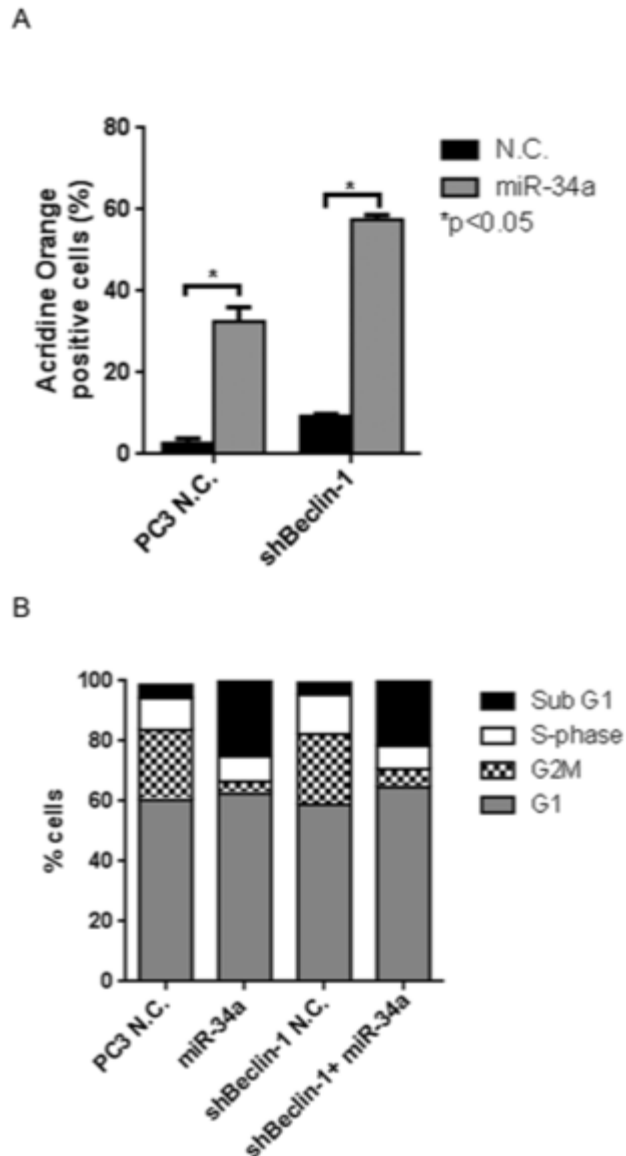 A
Acridine Orange
positive cells (%)
80
60
40
20
0
*
*
N.C.
miR-34a
*p<0.05
PC3 N.C.
shBeclin-1
B
% cells
100
80
60
40
20
0
Sub G1
S-phase
G2M
G1
PC3 N.C.
miR-34a
shBeclin-1 N.C.
shBeclin-1+ miR-34a